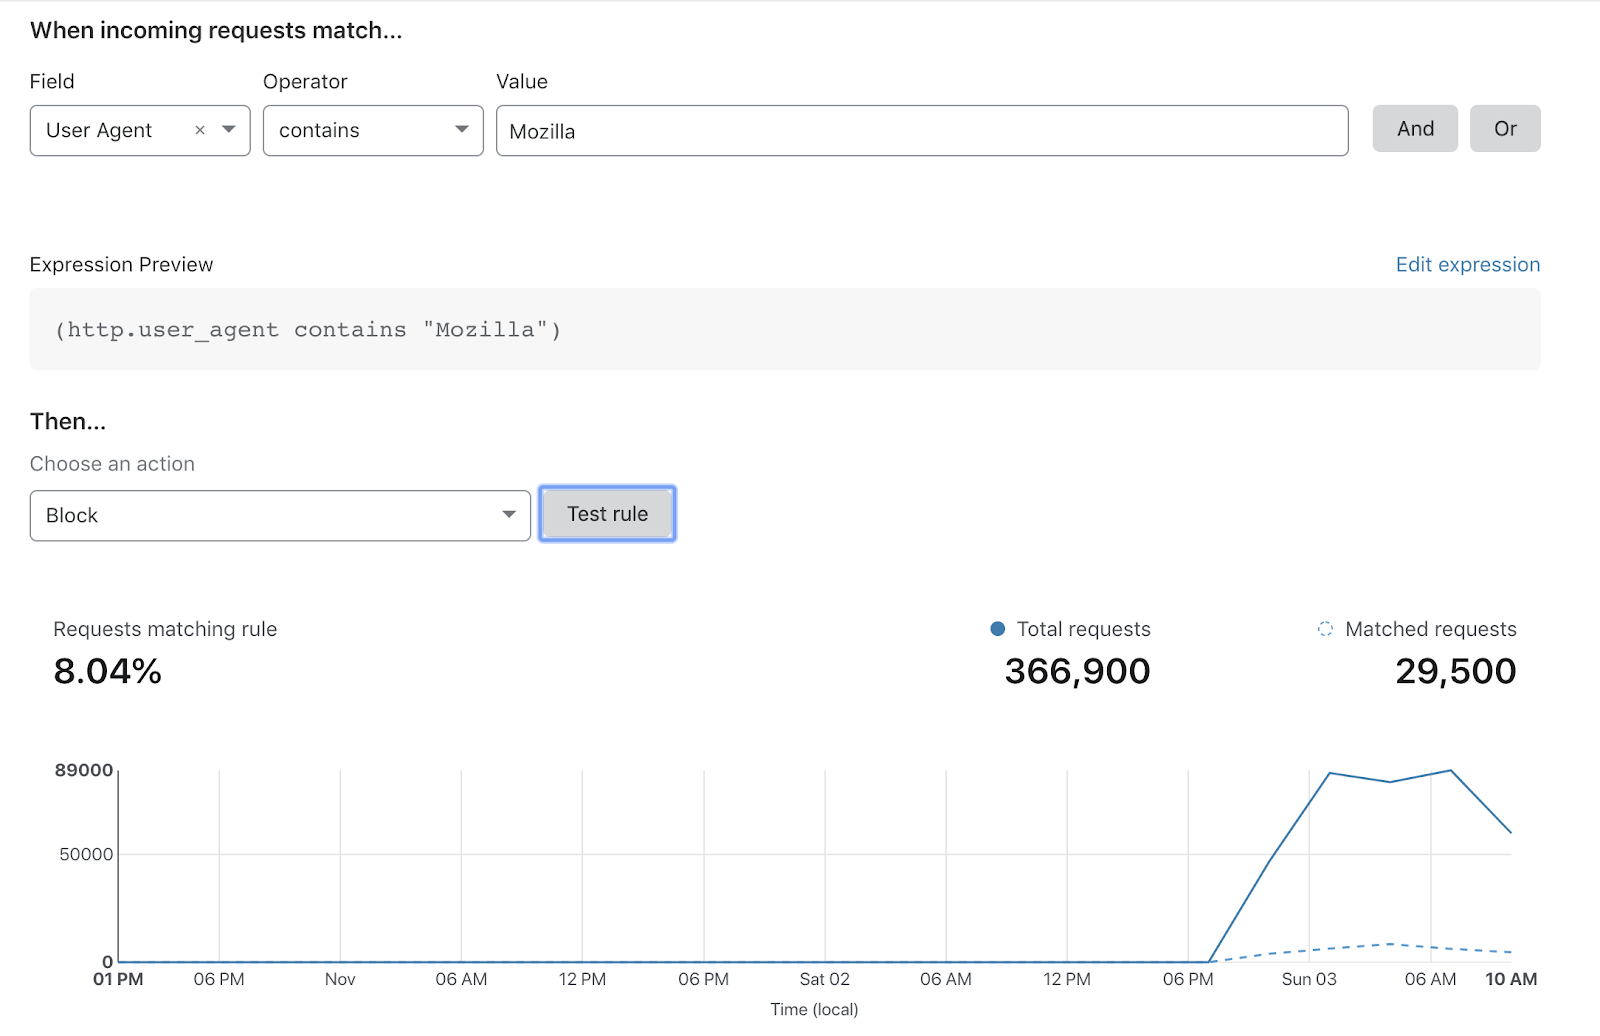 When incoming requests match...
Field Operator Value
User Agent × contains Mozilla And Or
Expression Preview Edit expression
(http.user_agent contains "Mozilla")
Then...
Choose an action
Block Test rule
Requests matching rule Total requests Matched requests
8.04% 366,900 29,500
89000
50000
0
01 PM 06 PM Nov 06 AM 12 PM 06 PM Sat 02 06 AM 12 PM 06 PM Sun 03 06 AM 10 AM
Time (local)